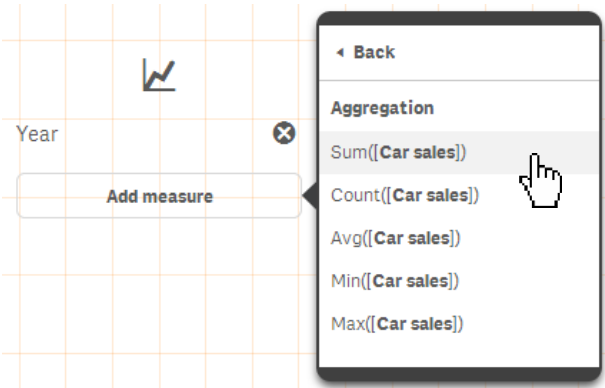 Year
Add measure
Back
Aggregation
Sum([Car sales])
Count([Car sales])
Avg([Car sales])
Min([Car sales])
Max([Car sales])